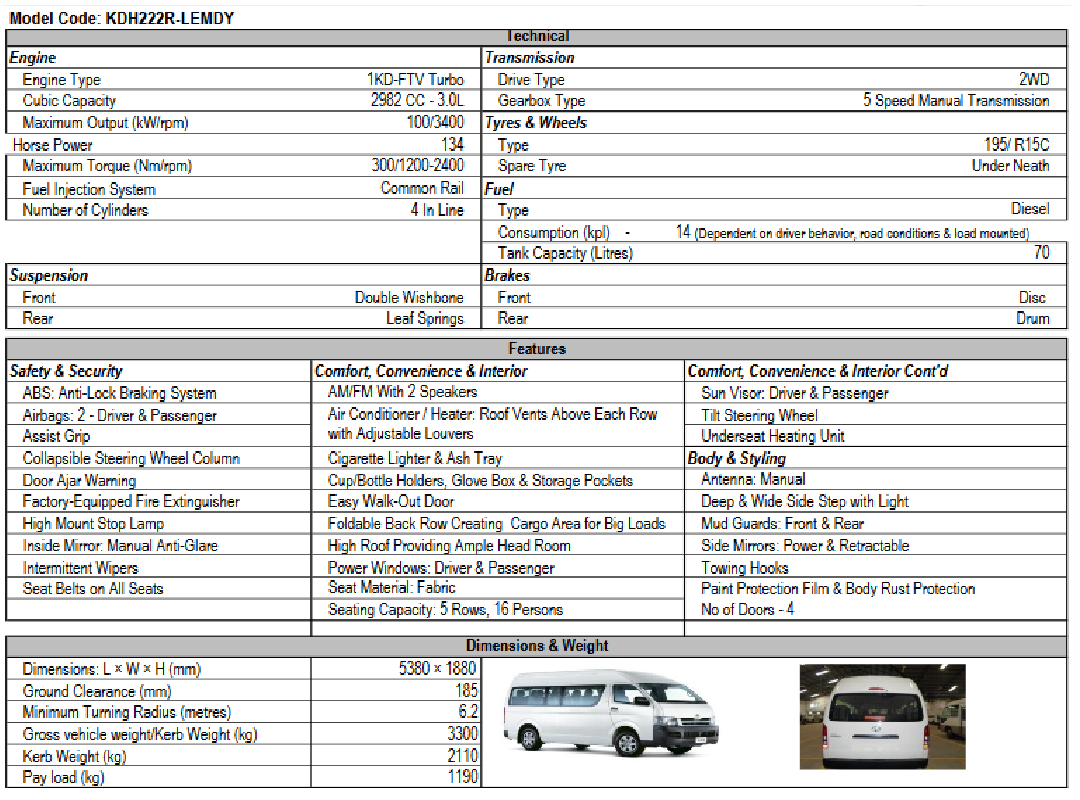 Model Code: KDH222R-LEMDY
Technical
Engine
Engine Type 1KD-FTV Turbo
Cubic Capacity 2982 CC - 3.0L
Maximum Output (kW/rpm) 100/3400
Horse Power 134
Maximum Torque (Nm/rpm) 300/1200-2400
Fuel Injection System Common Rail
Number of Cylinders 4 In Line
Transmission
Drive Type 2WD
Gearbox Type 5 Speed Manual Transmission
Tyres & Wheels
Type 195/ R15C
Spare Tyre Under Neath
Fuel
Type Diesel
Consumption (kpl) - 14 (Dependent on driver behavior, road conditions & load mounted)
Tank Capacity (Litres) 70
Suspension
Front Double Wishbone
Rear Leaf Springs
Brakes
Front Disc
Rear Drum
Features
Safety & Security
ABS: Anti-Lock Braking System
Airbags: 2 - Driver & Passenger
Assist Grip
Collapsible Steering Wheel Column
Door Ajar Warning
Factory-Equipped Fire Extinguisher
High Mount Stop Lamp
Inside Mirror: Manual Anti-Glare
Intermittent Wipers
Seat Belts on All Seats
Comfort, Convenience & Interior
AM/FM With 2 Speakers
Air Conditioner / Heater: Roof Vents Above Each Row
with Adjustable Louvers
Cigarette Lighter & Ash Tray
Cup/Bottle Holders, Glove Box & Storage Pockets
Easy Walk-Out Door
Foldable Back Row Creating Cargo Area for Big Loads
High Roof Providing Ample Head Room
Power Windows: Driver & Passenger
Seat Material: Fabric
Seating Capacity: 5 Rows, 16 Persons
Comfort, Convenience & Interior Cont'd
Sun Visor: Driver & Passenger
Tilt Steering Wheel
Underseat Heating Unit
Body & Styling
Antenna: Manual
Deep & Wide Side Step with Light
Mud Guards: Front & Rear
Side Mirrors: Power & Retractable
Towing Hooks
Paint Protection Film & Body Rust Protection
No of Doors - 4
Dimensions & Weight
Dimensions: L × W × H (mm) 5380 × 1880
Ground Clearance (mm) 185
Minimum Turning Radius (metres) 6.2
Gross vehicle weight/Kerb Weight (kg) 3300
Kerb Weight (kg) 2110
Pay load (kg) 1190